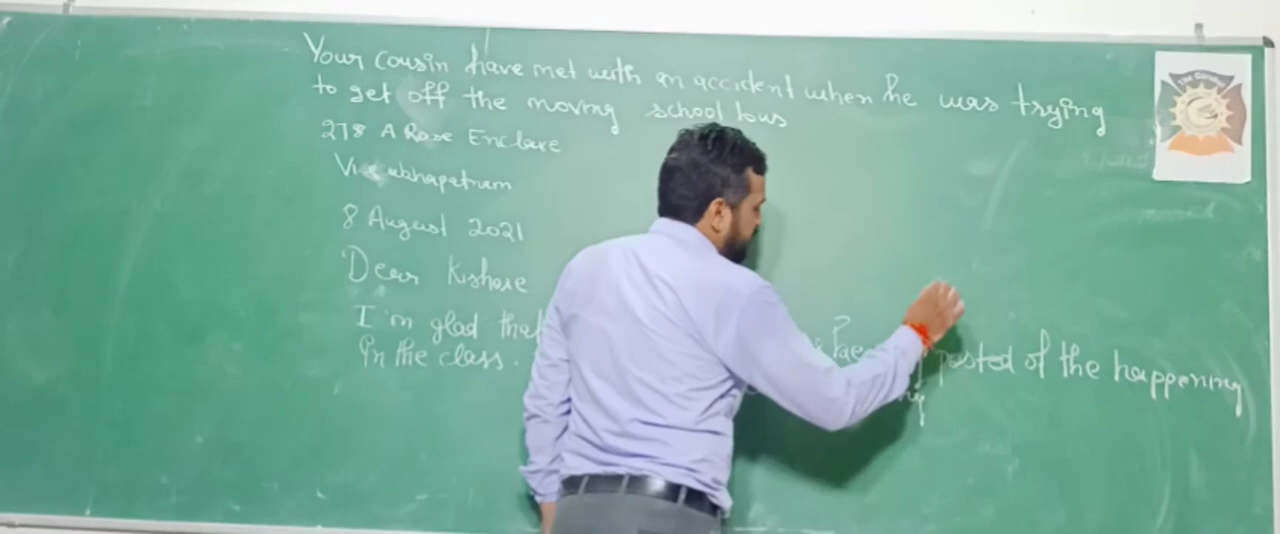 Your cousin have met with an accident when he was trying
to get off the moving school bus
278 A Rose Enclave
8 August 2021
Dear Kishore
I'm glad that posted of the happening
in the class.